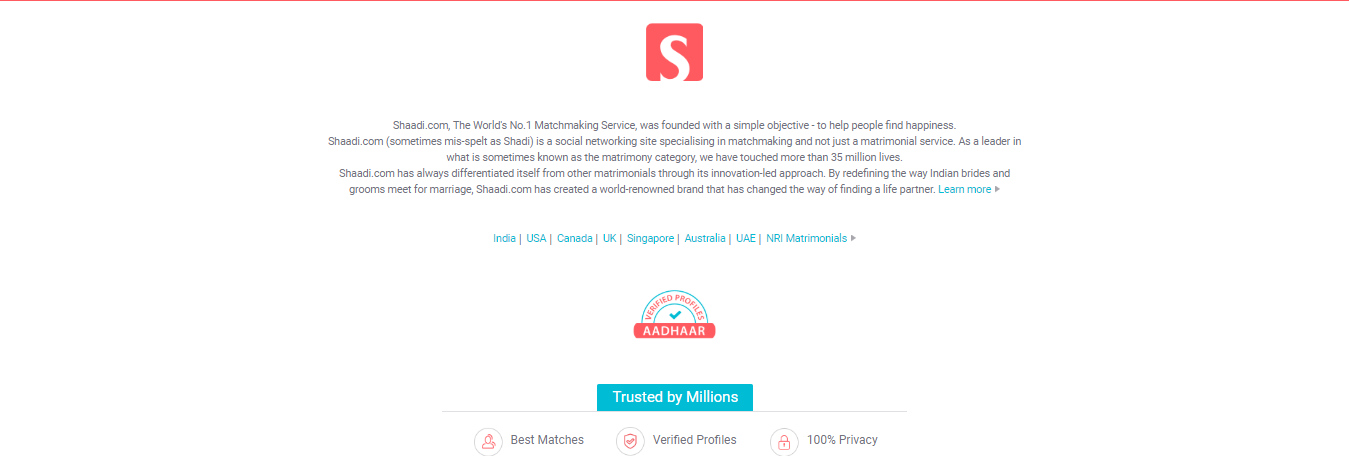 S
Shaadi.com, The World's No.1 Matchmaking Service, was founded with a simple objective - to help people find happiness.
Shaadi.com (sometimes mis-spelt as Shadi) is a social networking site specialising in matchmaking and not just a matrimonial service. As a leader in
what is sometimes known as the matrimony category, we have touched more than 35 million lives.
Shaadi.com has always differentiated itself from other matrimonials through its innovation-led approach. By redefining the way Indian brides and
grooms meet for marriage, Shaadi.com has created a world-renowned brand that has changed the way of finding a life partner. Learn more
India | USA | Canada | UK | Singapore | Australia | UAE | NRI Matrimonials
VERIFIED PROFILES
AADHAAR
Trusted by Millions
Best Matches Verified Profiles 100% Privacy